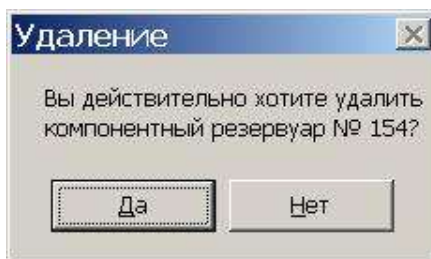 Удаление
Вы действительно хотите удалить
компонентный резервуар № 154?
Да
Нет